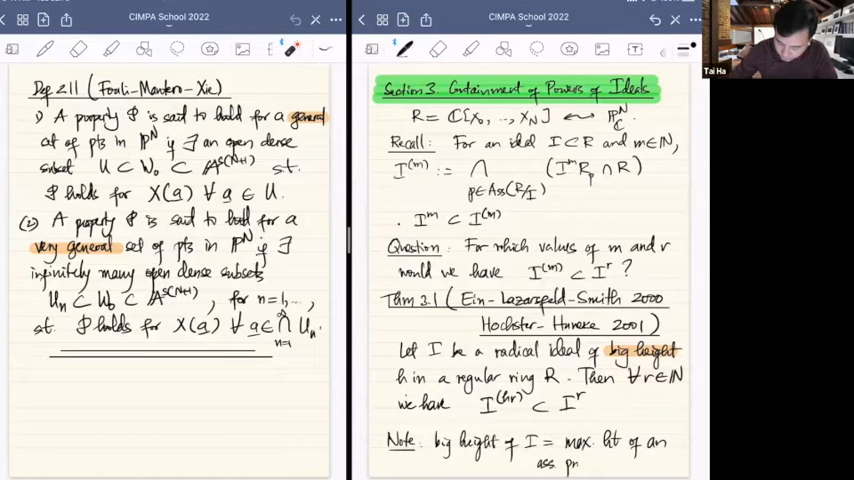 CIMPA School 2022
Def 2.11 (Fouli-Mantero-Xie)
1) A property P is said to hold for a general
set of pts in ℙ^N if ∃ an open dense
subset U ⊂ W_0 ⊂ A^{s(N+1)} s.t.
P holds for X(a) ∀ a ∈ U.
(2) A property P is said to hold for a
very general set of pts in ℙ^N if ∃
infinitely many open dense subsets
U_n ⊂ W_0 ⊂ A^{s(N+1)}, for n=1,...,
s.t. P holds for X(a) ∀ a ∈ ⋂_{n=1}^∞ U_n.
CIMPA School 2022
Section 3. Containment of Powers of Ideals
R = ℂ[x_0, .., x_N] ↔ ℙ^N_ℂ.
Recall: For an ideal I ⊂ R and m∈ℕ,
I^{(m)} := ⋂_{p∈Ass(R/I)} (I^m R_p ∩ R)
. I^m ⊂ I^{(m)}
Question: For which values of m and r
would we have I^{(m)} ⊂ I^r ?
Thm 3.1 (Ein-Lazarsfeld-Smith 2000
Hochster-Huneke 2001)
Let I be a radical ideal of big height
h in a regular ring R. Then ∀r∈ℕ
we have I^{(hr)} ⊂ I^r
Note: big height of I = max. ht of an
ass. pr
Tai Ha